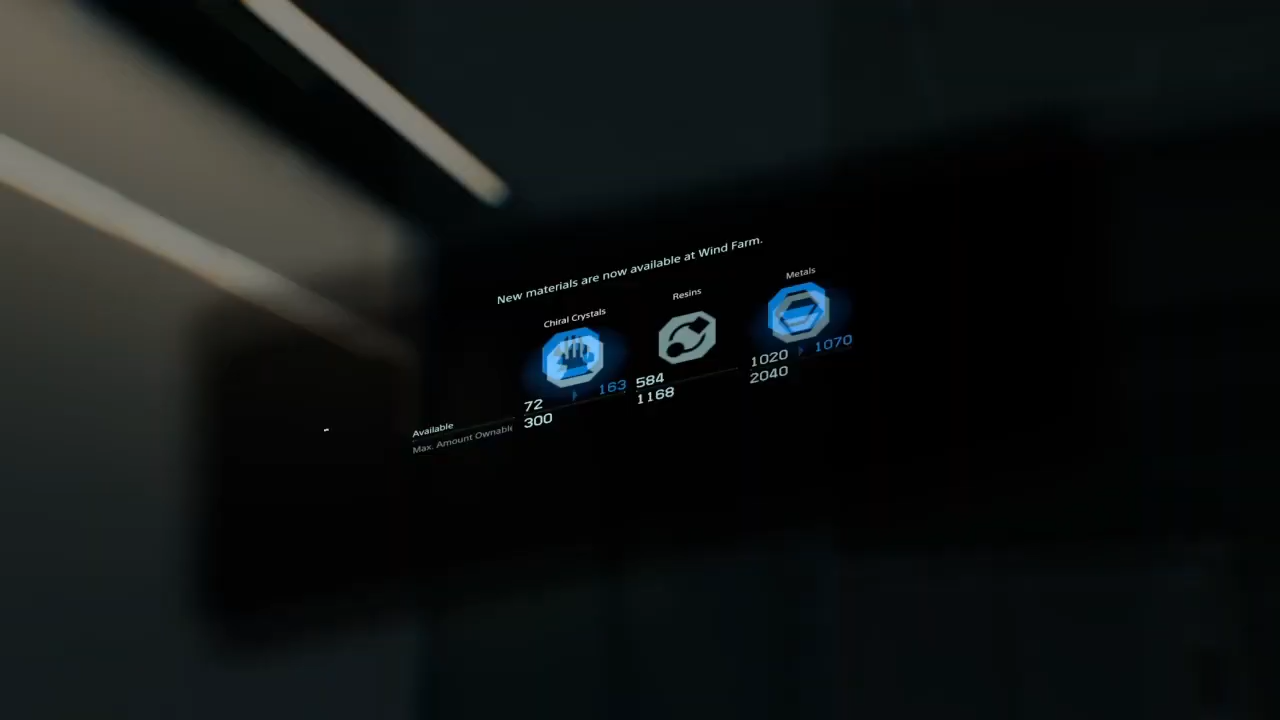 New materials are now available at Wind Farm.
Chiral Crystals
Resins
Metals
72 163
584
1020 1070
300
1168
2040
Available
Max. Amount Ownable